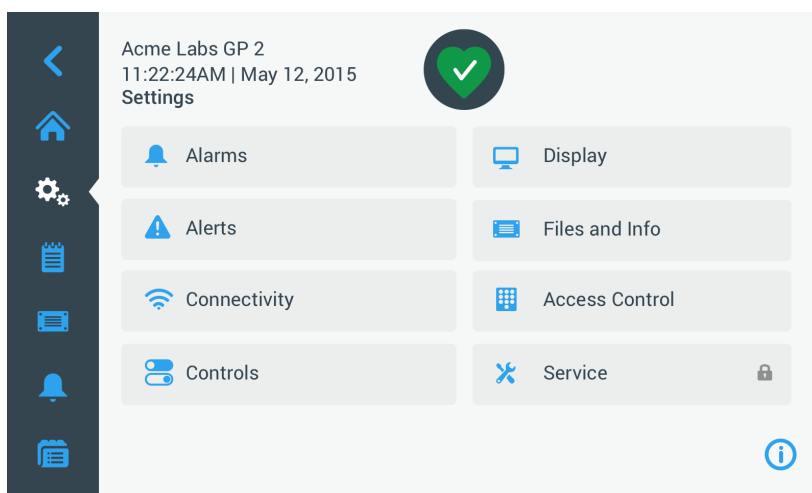 Acme Labs GP 2
11:22:24AM | May 12, 2015
Settings
Alarms
Display
Alerts
Files and Info
Connectivity
Access Control
Controls
Service